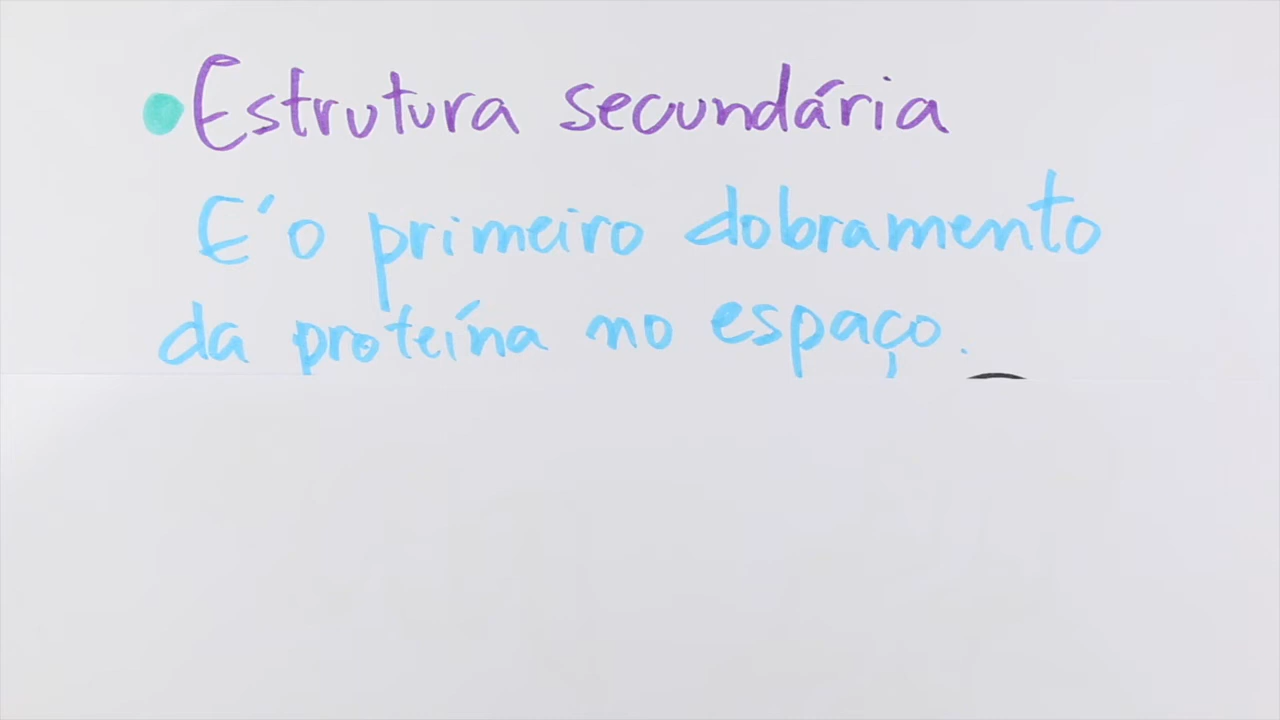 Estrutura secundária
É o primeiro dobramento
da proteína no espaço.